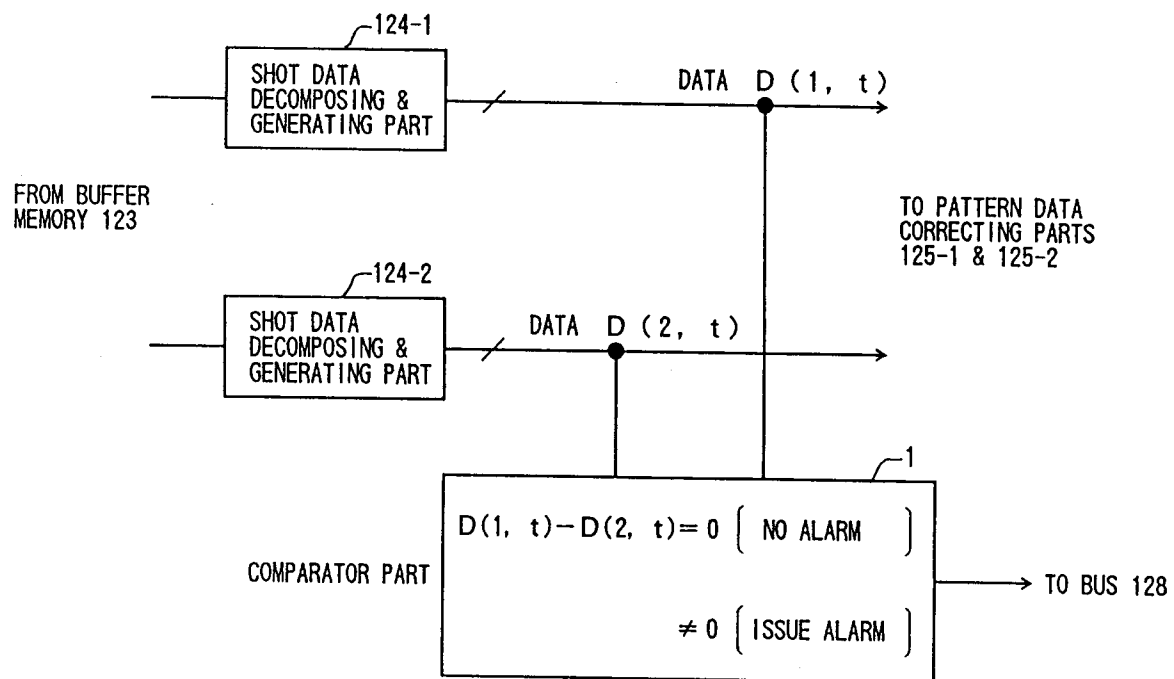 124-1
SHOT DATA
DECOMPOSING &
GENERATING PART
DATA D (1, t)
FROM BUFFER
MEMORY 123
TO PATTERN DATA
CORRECTING PARTS
125-1 & 125-2
124-2
SHOT DATA
DECOMPOSING &
GENERATING PART
DATA D (2, t)
1
D(1, t)-D(2, t)=0 [ NO ALARM ]
COMPARATOR PART
TO BUS 128
≠0 [ ISSUE ALARM ]